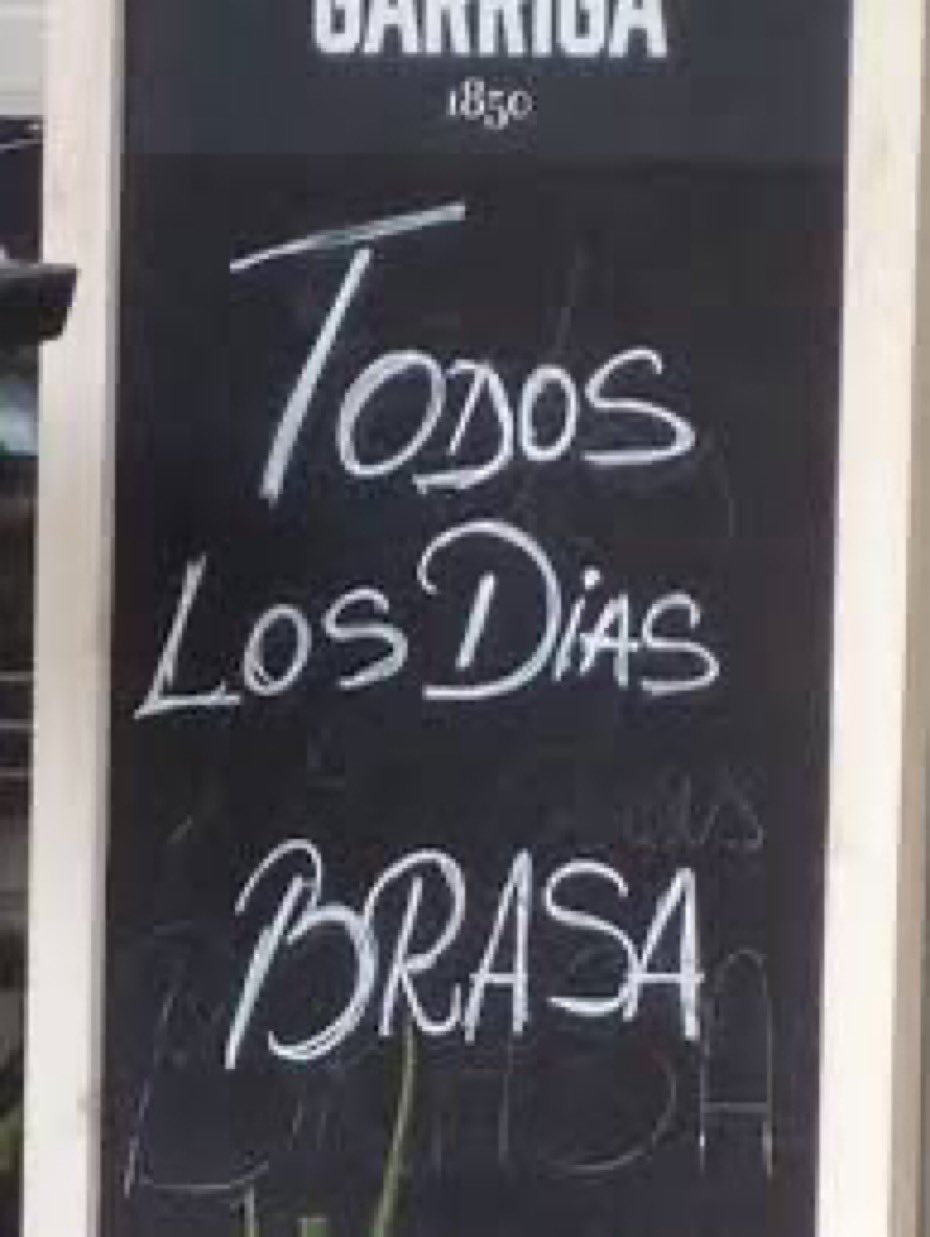 GARRIGA
1850
TODOS
LOS DiAS
BRASA